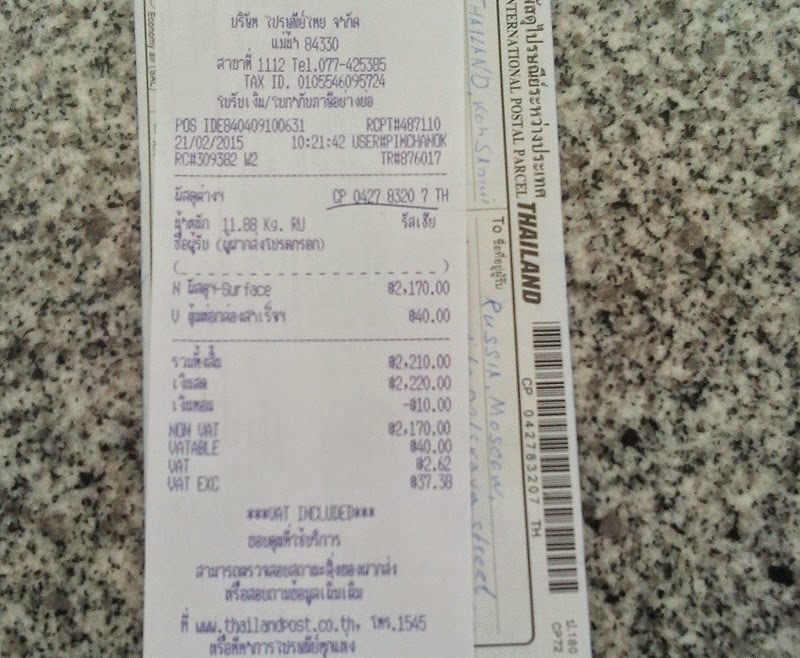 บริษัท ไปรษณีย์ไทย จำกัด
แม่น้ำ 84330
สาขาที่ 1112 Tel.077-425385
TAX ID. 0105546095724
ใบรับเงิน/ใบกำกับภาษีอย่างย่อ
POS IDE840409100631 RCPT#487110
21/02/2015 10:21:42 USER#PIMCHANOK
RC#309382 W2 TR#876017
พัสดุต่างฯ CP 0427 8320 7 TH
น้ำหนัก 11.88 Kg. RU รัสเซีย
ชื่อผู้รับ (ผู้ฝากส่งโปรดกรอก)
(_ _ _ _ _ _ _ _ _ _ _ _ _ _ _ _)
N พัสดุฯ-Surface ฿2,170.00
V ตู้มต่อกล่องสำเร็จฯ ฿40.00
รวมทั้งสิ้น ฿2,210.00
เงินสด ฿2,220.00
เงินทอน -฿10.00
NON VAT ฿2,170.00
VATABLE ฿40.00
VAT ฿2.62
VAT EXC ฿37.38
***VAT INCLUDED***
ขอบคุณที่ใช้บริการ
สามารถตรวจสอบสถานะสิ่งของฝากส่ง
หรือสอบถามข้อมูลเพิ่มเติม
ที่ www.thailandpost.co.th, โทร.1545
หรือที่ทำการไปรษณีย์ทุกแห่ง
Economy air (SAL)
THAILAND, Koh Samui
To ชื่อที่อยู่ผู้รับ
RUSSIA, Moscow
street
พัสดุไปรษณีย์ระหว่างประเทศ
INTERNATIONAL POSTAL PARCEL THAILAND
CP 042783207 TH
ป.180
CP72